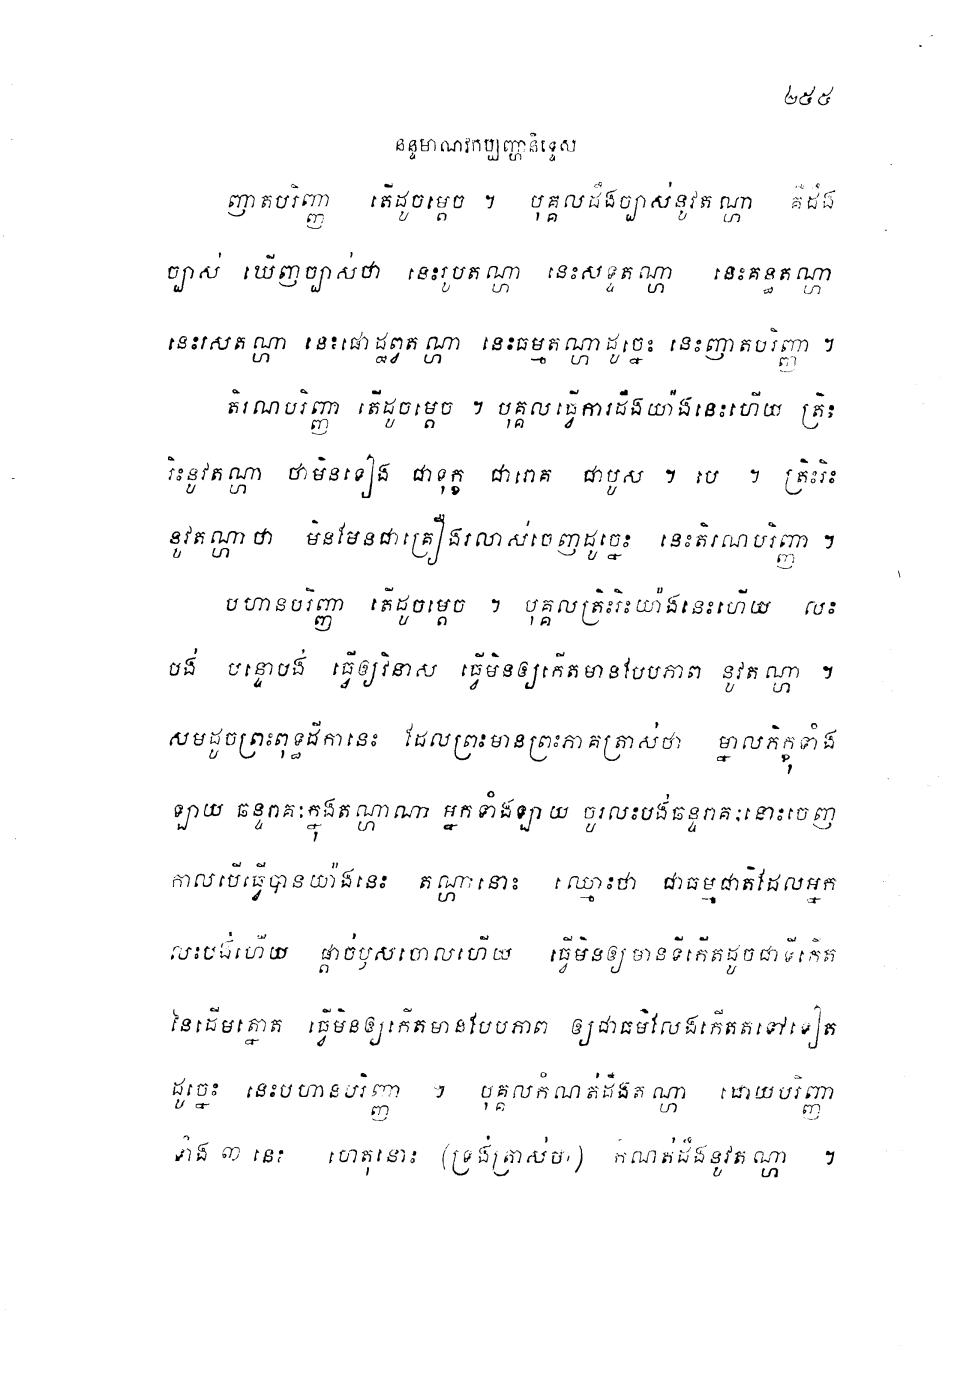 ២៥៥
នន្ទមាណវកប្បញ្ហានិទ្ទេស
ញាតបរិញ្ញា តើដូចម្ដេច ។ បុគ្គលដឹងច្បាស់នូវតណ្ហា គឺដឹង
ច្បាស់ ឃើញច្បាស់ថា នេះរូបតណ្ហា នេះសទ្ទតណ្ហា នេះគន្ធតណ្ហា
នេះរសតណ្ហា នេះផោដ្ឋព្វតណ្ហា នេះធម្មតណ្ហាដូច្នេះ នេះញាតបរិញ្ញា ។
តិរណបរិញ្ញា តើដូចម្ដេច ។ បុគ្គលធ្វើការដឹងយ៉ាងនេះហើយ ត្រិះ
រិះនូវតណ្ហា ថាមិនទៀង ជាទុក្ខ ជារោគ ជាបូស ។ បេ ។ ត្រិះរិះ
នូវតណ្ហាថា មិនមែនជាគ្រឿងរលាស់ចេញដូច្នេះ នេះតិរណបរិញ្ញា ។
បហានបរិញ្ញា តើដូចម្ដេច ។ បុគ្គលត្រិះរិះយ៉ាងនេះហើយ លះ
បង់ បន្ទោបង់ ធ្វើឲ្យវិនាស ធ្វើមិនឲ្យកើតមានបែបភាព នូវតណ្ហា ។
សមដូចព្រះពុទ្ធដីកានេះ ដែលព្រះមានព្រះភាគត្រាស់ថា ម្នាលភិក្ខុទាំង
ឡាយ ឆន្ទរាគៈក្នុងតណ្ហាណា អ្នកទាំងឡាយ ចូរលះបង់ឆន្ទរាគៈនោះចេញ
កាលបើធ្វើបានយ៉ាងនេះ តណ្ហានោះ ឈ្មោះថា ជាធម្មជាតិដែលអ្នក
លះបង់ហើយ ផ្ដាច់ឫសចោលហើយ ធ្វើមិនឲ្យមានទីកើតដូចជាទីកើត
នៃដើមត្នោត ធ្វើមិនឲ្យកើតមានបែបភាព ឲ្យជាធម៌លែងកើតតទៅទៀត
ដូច្នេះ នេះបហានបរិញ្ញា ។ បុគ្គលកំណត់ដឹងតណ្ហា ដោយបរិញ្ញា
ទាំង ៣ នេះ ហេតុនោះ (ទ្រង់ត្រាស់ថា) កំណត់ដឹងនូវតណ្ហា ។